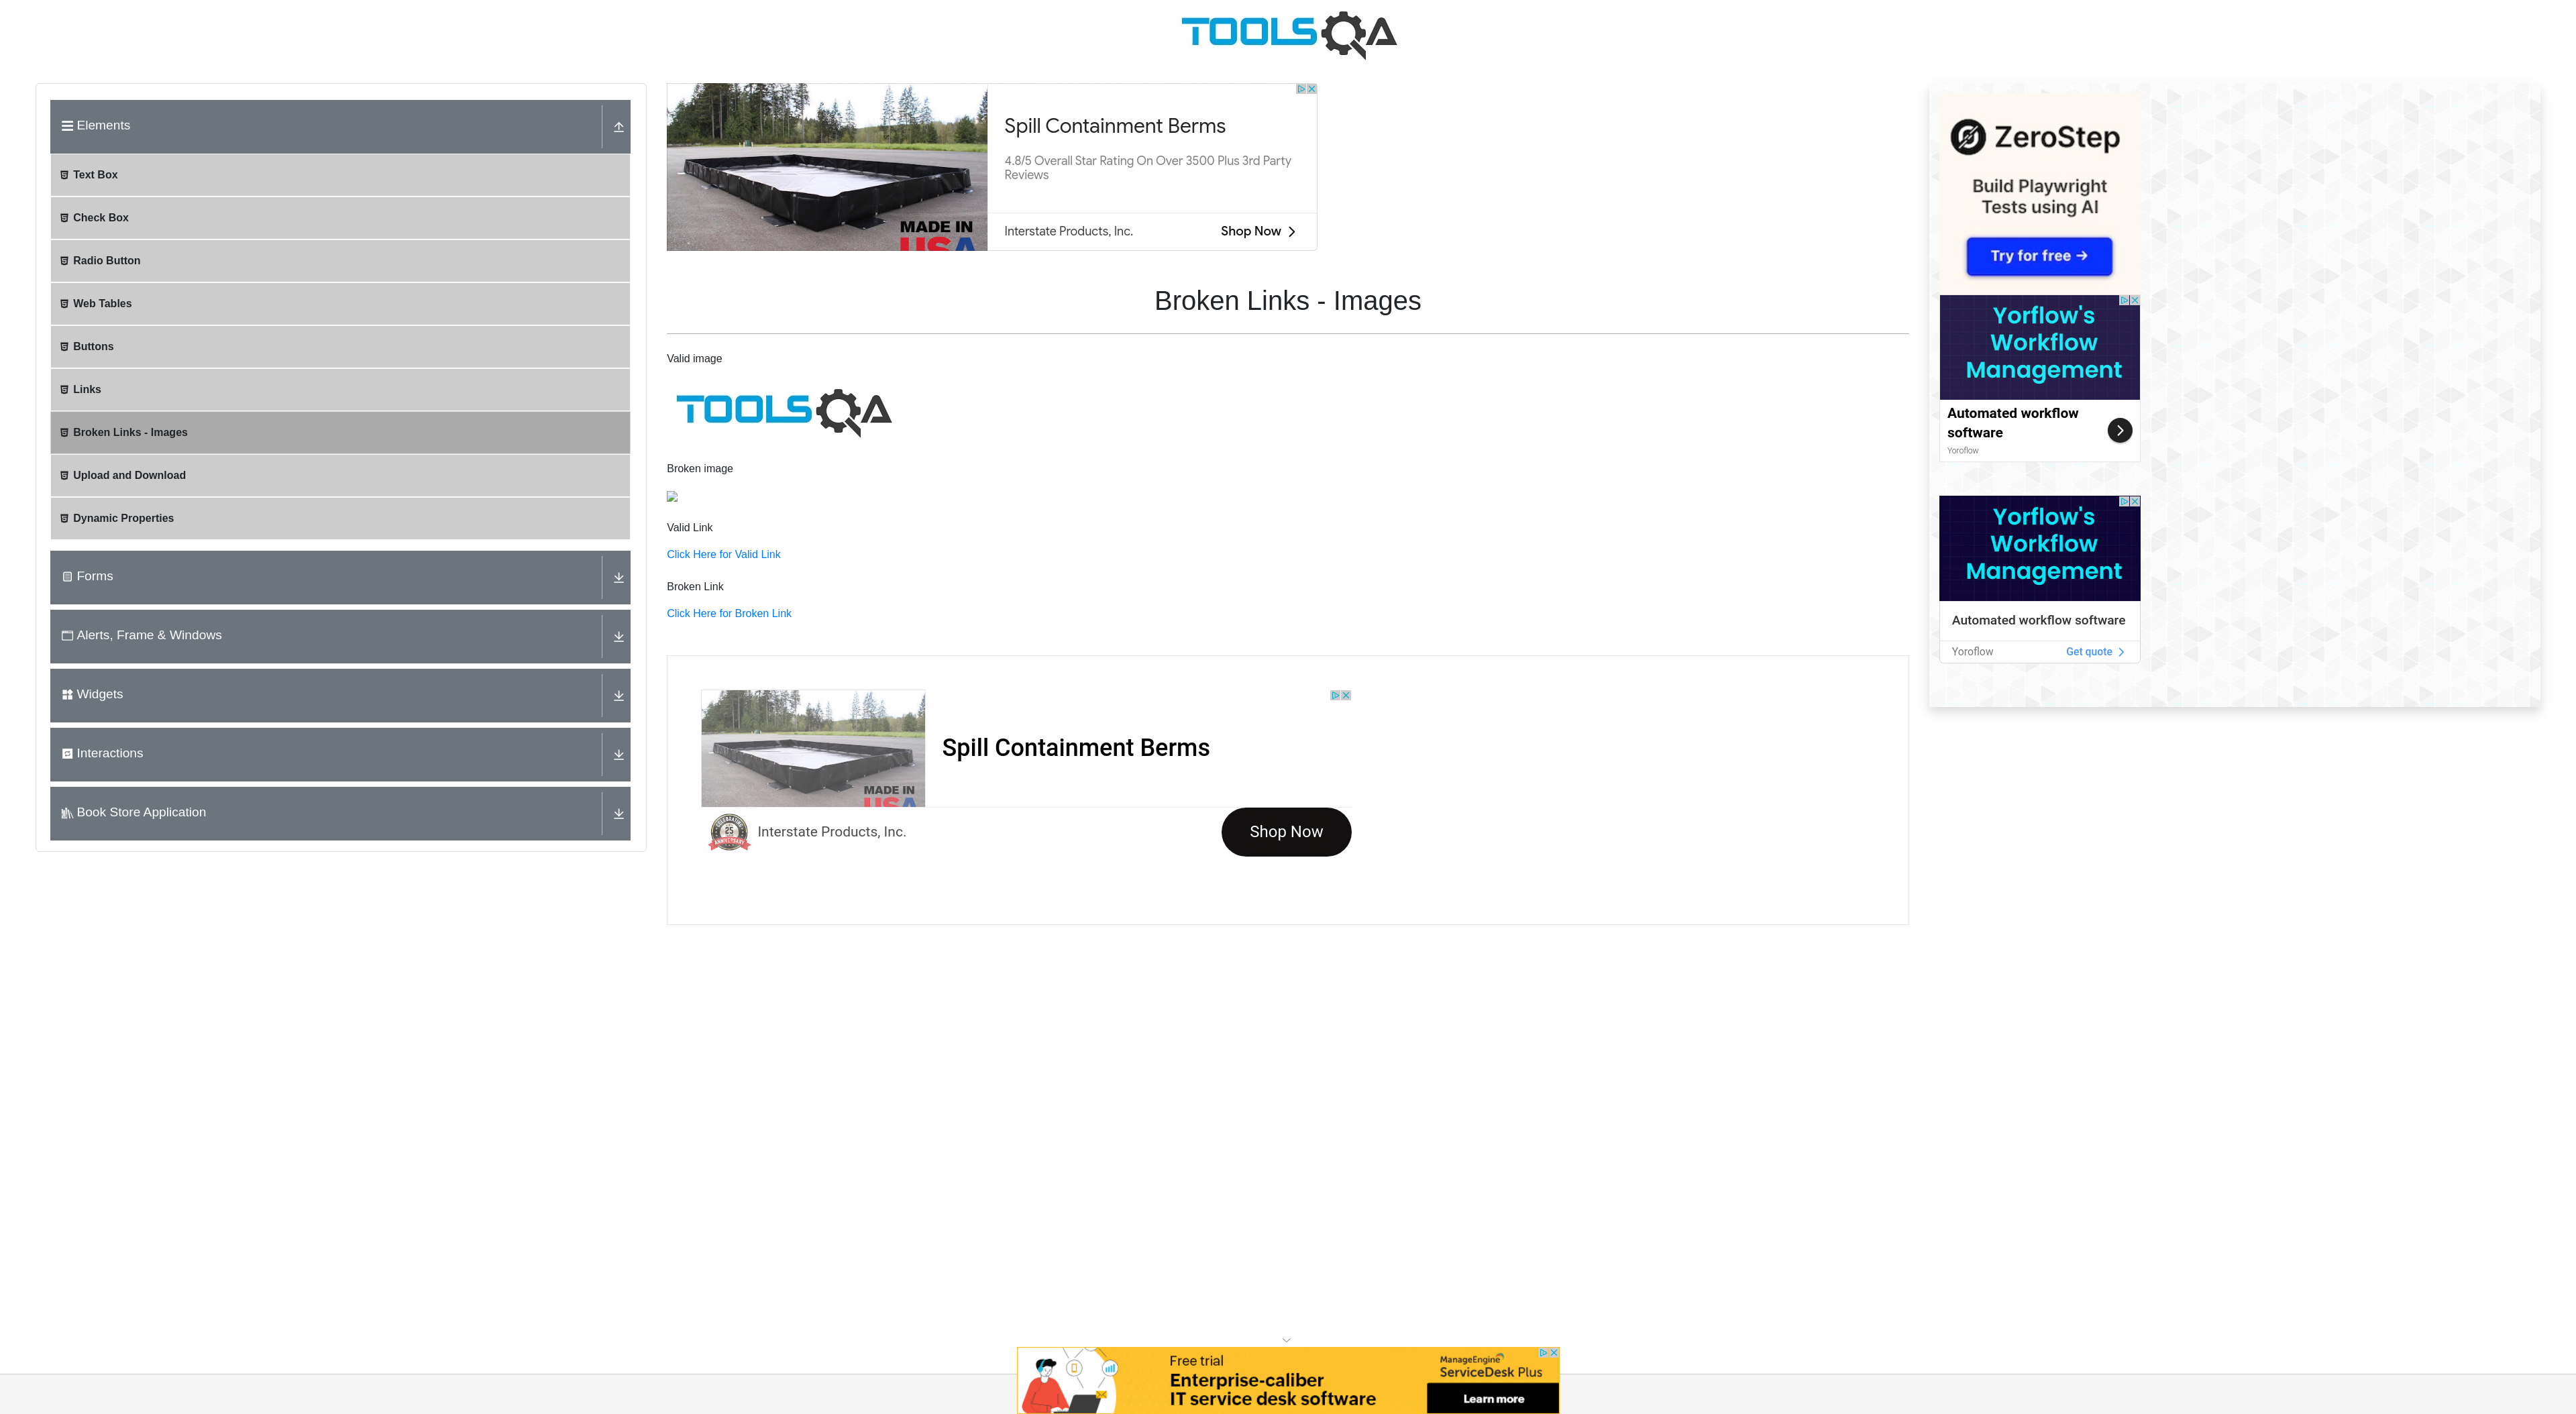 TOOLSQA
Elements
Text Box
Check Box
Radio Button
Web Tables
Buttons
Links
Broken Links - Images
Upload and Download
Dynamic Properties
Forms
Alerts, Frame & Windows
Widgets
Interactions
Book Store Application
MADE IN
USA
Spill Containment Berms
4.8/5 Overall Star Rating On Over 3500 Plus 3rd Party
Reviews
Interstate Products, Inc.
Shop Now
Broken Links - Images
Valid image
TOOLSQA
Broken image
Valid Link
Click Here for Valid Link
Broken Link
Click Here for Broken Link
MADE IN
USA
Spill Containment Berms
25
ANNIVERSARY
Interstate Products, Inc.
Shop Now
ZeroStep
Build Playwright
Tests using AI
Try for free →
Yorflow's
Workflow
Management
Automated workflow
software
Yoroflow
Yorflow's
Workflow
Management
Automated workflow software
Yoroflow
Get quote
Free trial
Enterprise-caliber
IT service desk software
ManageEngine
ServiceDesk Plus
Learn more